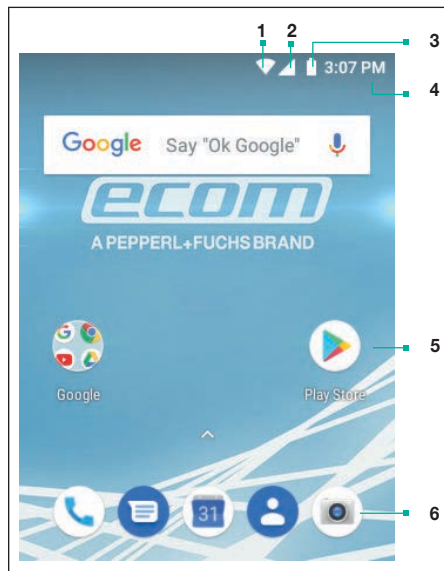 1 2 3
3:07 PM
4
Google Say "Ok Google"
ecom
A PEPPERL+FUCHS BRAND
5
Google Play Store
31
6